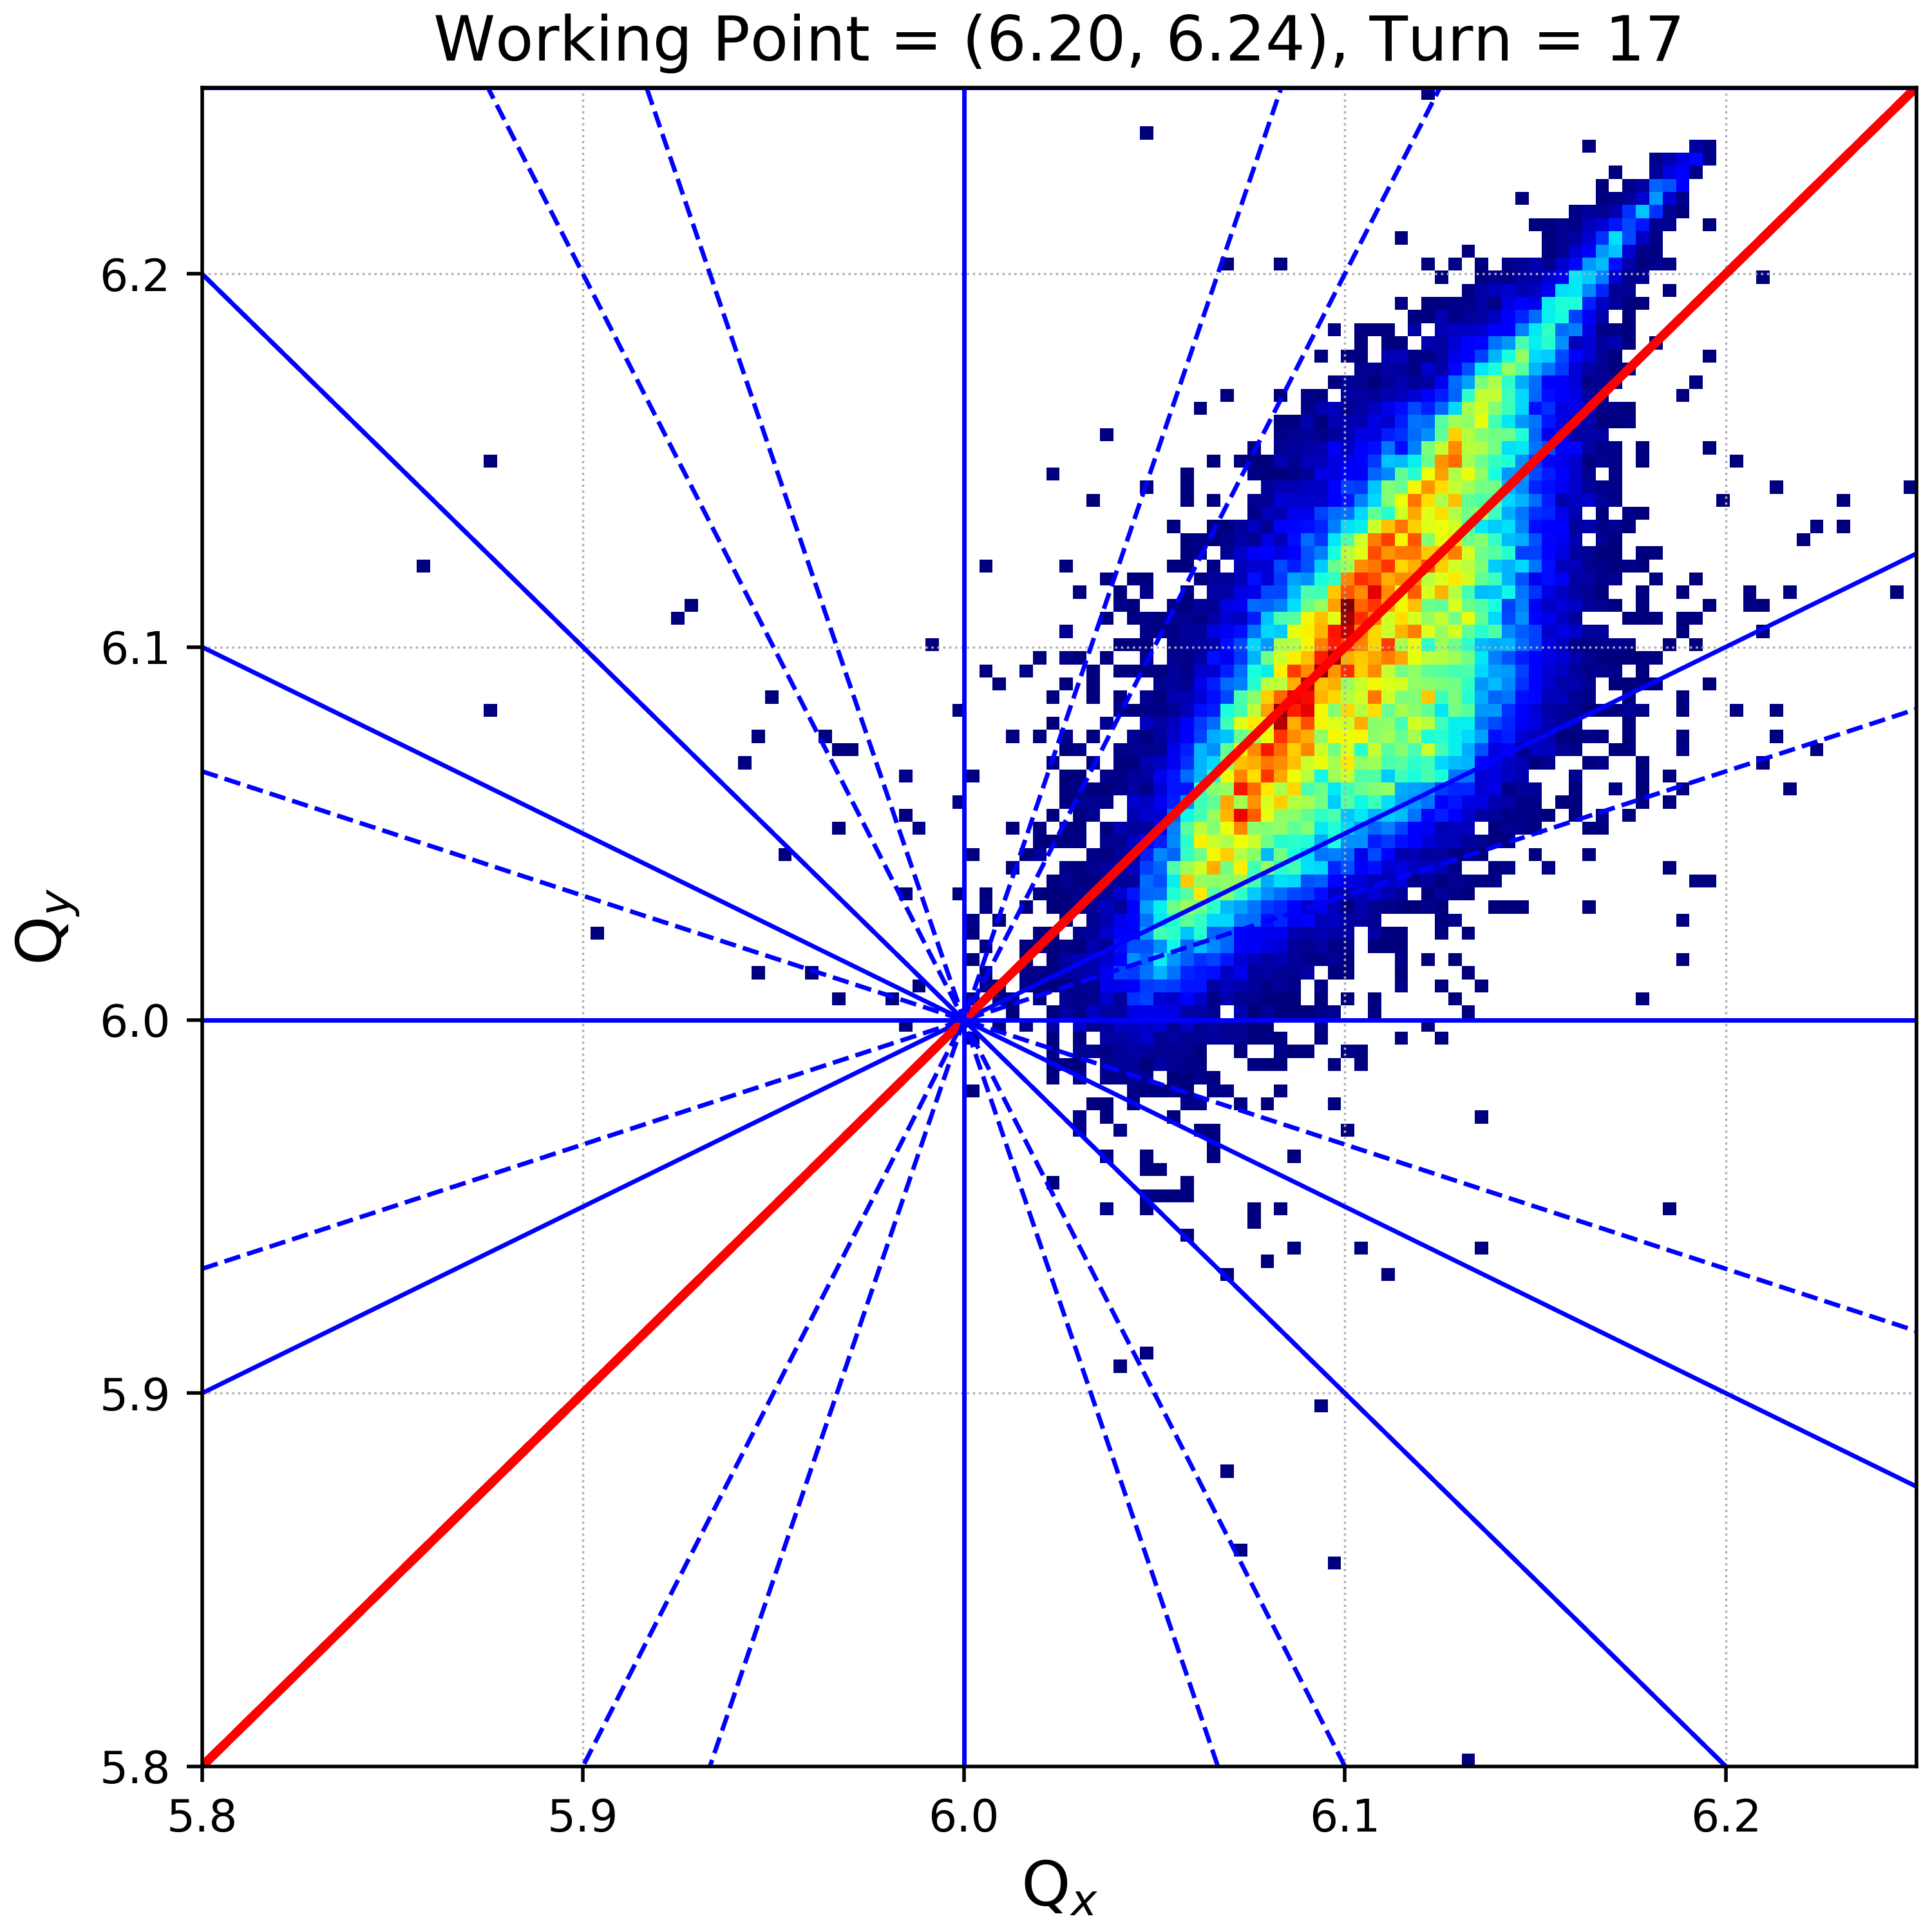 Working Point = (6.20, 6.24), Turn = 17
6.2
6.1
6.0
5.9
5.8
Qy
5.8 5.9 6.0 6.1 6.2
Qx